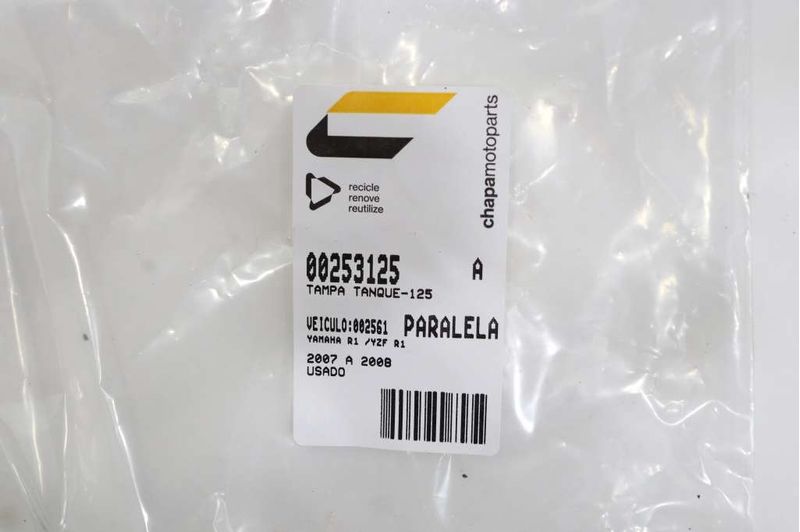 chapamotoparts
recicle
renove
reutilize
00253125 A
TAMPA TANQUE-125
VEICULO:002561 PARALELA
YAMAHA R1 /YZF R1
2007 A 2008
USADO